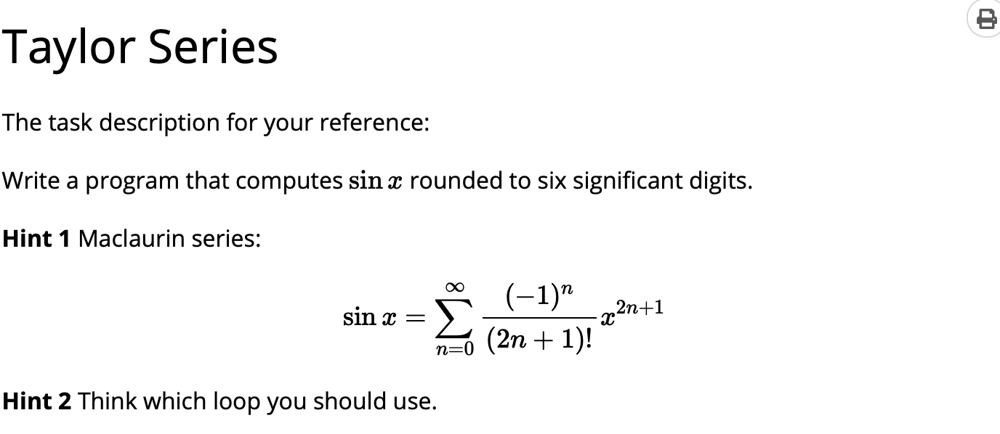 Taylor Series
The task description for your reference:
Write a program that computes sin x rounded to six significant digits.
Hint 1 Maclaurin series:
sin x = ∑_{n=0}^{∞} \frac{(−1)^n}{(2n + 1)!} x^{2n+1}
Hint 2 Think which loop you should use.